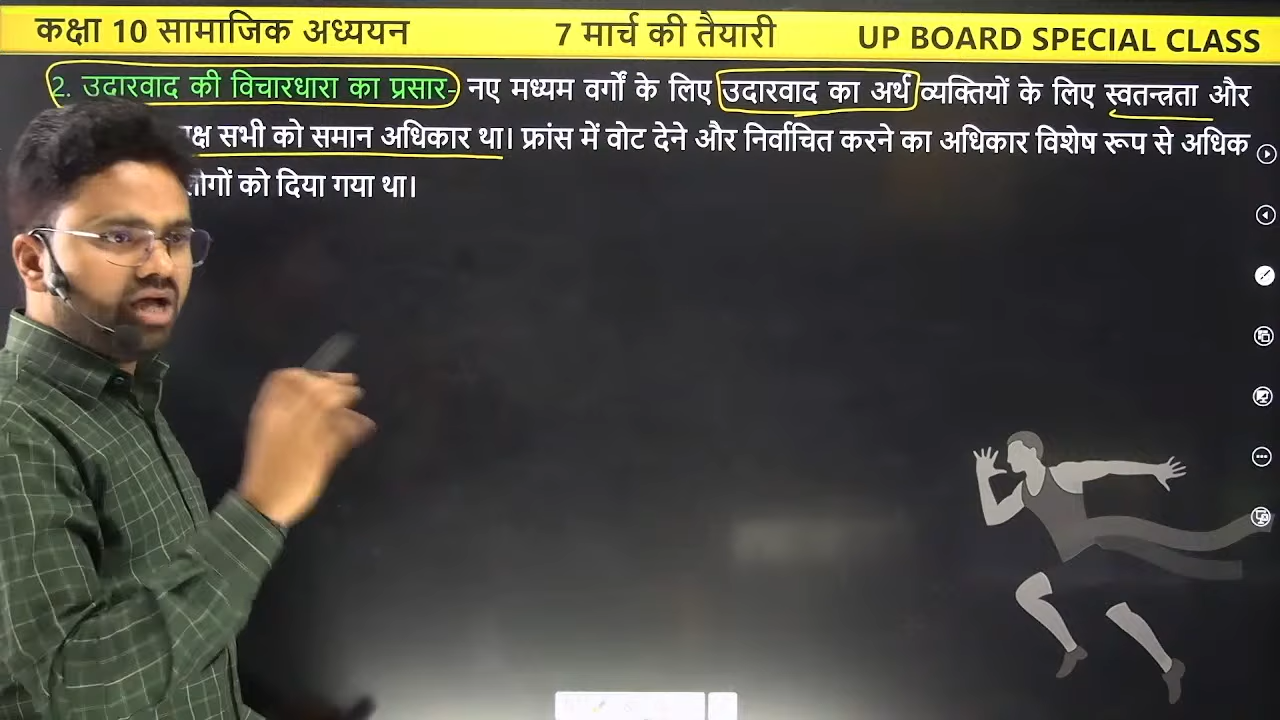 कक्षा 10 सामाजिक अध्ययन 7 मार्च की तैयारी UP BOARD SPECIAL CLASS
2. उदारवाद की विचारधारा का प्रसार- नए मध्यम वर्गों के लिए उदारवाद का अर्थ व्यक्तियों के लिए स्वतन्त्रता और
सभी को समान अधिकार था। फ्रांस में वोट देने और निर्वाचित करने का अधिकार विशेष रूप से अधिक
को दिया गया था।